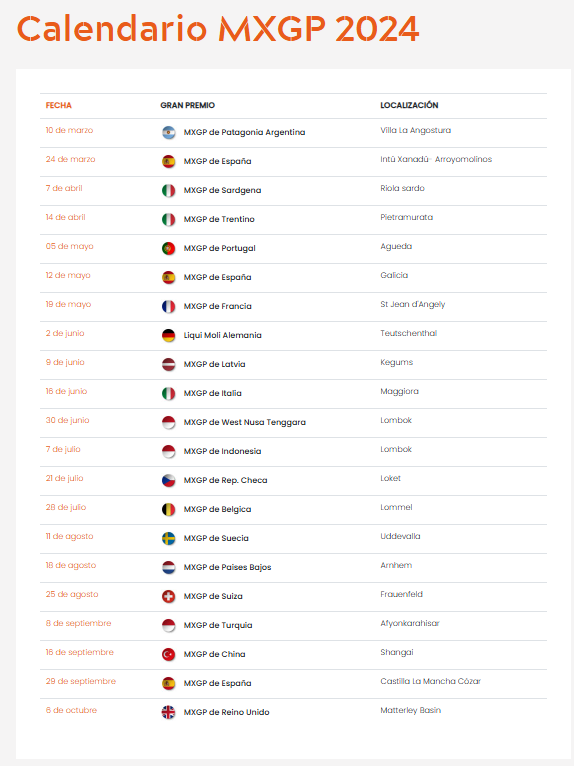 Calendario MXGP 2024
FECHA GRAN PREMIO LOCALIZACIÓN
10 de marzo MXGP de Patagonia Argentina Villa La Angostura
24 de marzo MXGP de España Intú Xanadú- Arroyomolinos
7 de abril MXGP de Sardgena Riola sardo
14 de abril MXGP de Trentino Pietramurata
05 de mayo MXGP de Portugal Agueda
12 de mayo MXGP de España Galicia
19 de mayo MXGP de Francia St Jean d'Angely
2 de junio Liqui Moli Alemania Teutschenthal
9 de junio MXGP de Latvia Kegums
16 de junio MXGP de Italia Maggiora
30 de junio MXGP de West Nusa Tenggara Lombok
7 de julio MXGP de Indonesia Lombok
21 de julio MXGP de Rep. Checa Loket
28 de julio MXGP de Belgica Lommel
11 de agosto MXGP de Suecia Uddevalla
18 de agosto MXGP de Paises Bajos Arnhem
25 de agosto MXGP de Suiza Frauenfeld
8 de septiembre MXGP de Turquia Afyonkarahisar
16 de septiembre MXGP de China Shangai
29 de septiembre MXGP de España Castilla La Mancha Cózar
6 de octubre MXGP de Reino Unido Matterley Basin